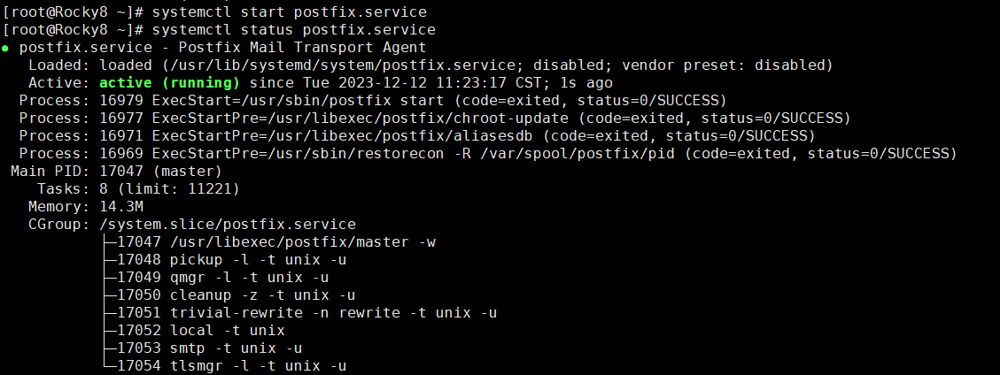 [root@Rocky8 ~]# systemctl start postfix.service
[root@Rocky8 ~]# systemctl status postfix.service
● postfix.service - Postfix Mail Transport Agent
   Loaded: loaded (/usr/lib/systemd/system/postfix.service; disabled; vendor preset: disabled)
   Active: active (running) since Tue 2023-12-12 11:23:17 CST; 1s ago
  Process: 16979 ExecStart=/usr/sbin/postfix start (code=exited, status=0/SUCCESS)
  Process: 16977 ExecStartPre=/usr/libexec/postfix/chroot-update (code=exited, status=0/SUCCESS)
  Process: 16971 ExecStartPre=/usr/libexec/postfix/aliasesdb (code=exited, status=0/SUCCESS)
  Process: 16969 ExecStartPre=/usr/sbin/restorecon -R /var/spool/postfix/pid (code=exited, status=0/SUCCESS)
 Main PID: 17047 (master)
    Tasks: 8 (limit: 11221)
   Memory: 14.3M
   CGroup: /system.slice/postfix.service
           ├─17047 /usr/libexec/postfix/master -w
           ├─17048 pickup -l -t unix -u
           ├─17049 qmgr -l -t unix -u
           ├─17050 cleanup -z -t unix -u
           ├─17051 trivial-rewrite -n rewrite -t unix -u
           ├─17052 local -t unix
           ├─17053 smtp -t unix -u
           └─17054 tlsmgr -l -t unix -u